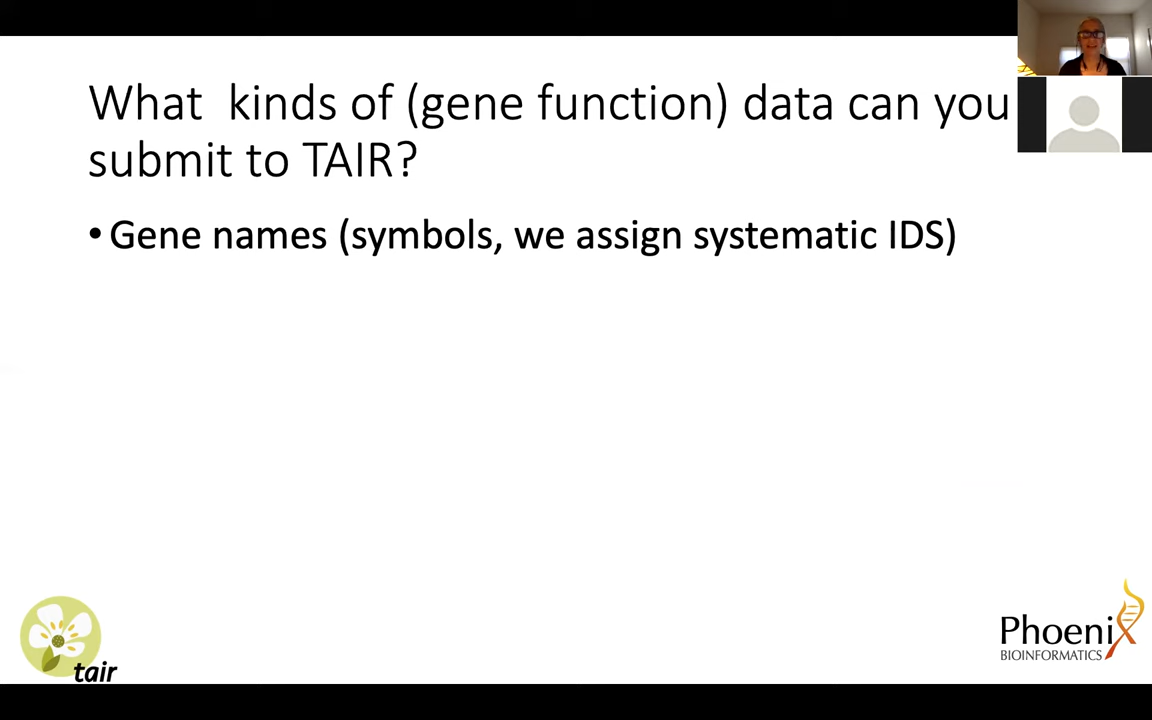 What kinds of (gene function) data can you
submit to TAIR?
• Gene names (symbols, we assign systematic IDS)
tair
Phoenix
BIOINFORMATICS